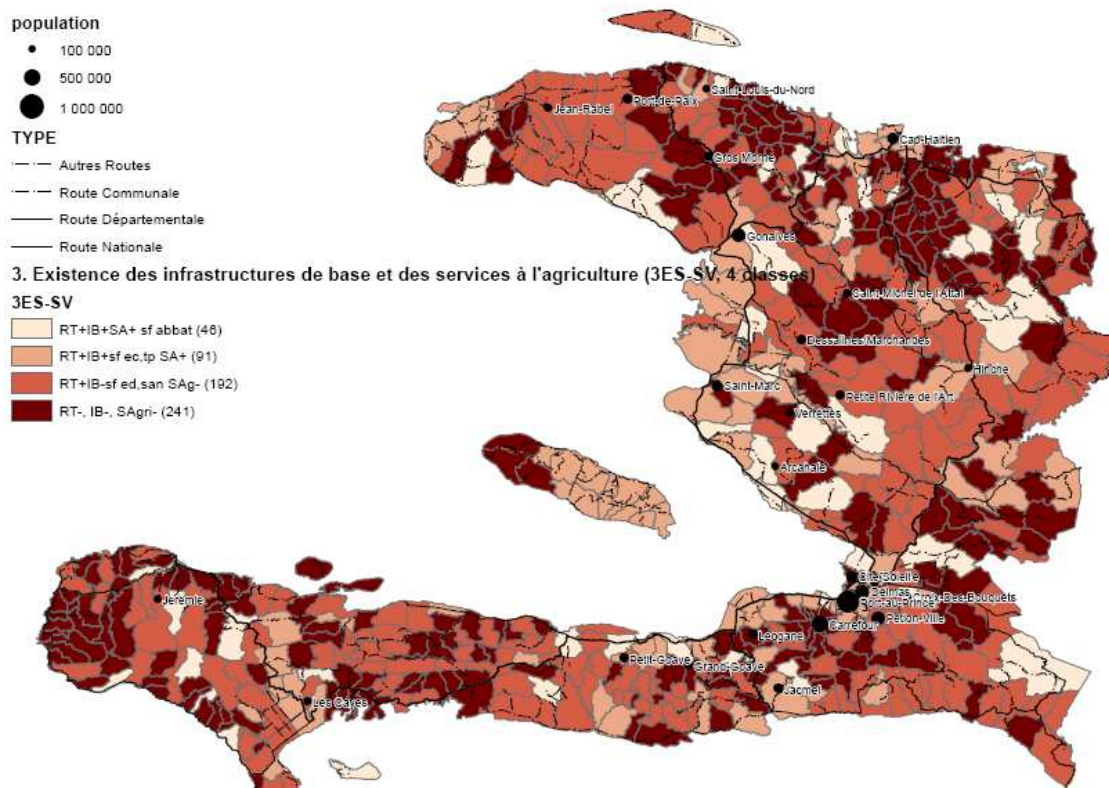 population
100 000
500 000
1 000 000
TYPE
Autres Routes
Route Communale
Route Départementale
Route Nationale
3. Existence des infrastructures de base et des services à l'agriculture (3ES-SV, 4 classes)
3ES-SV
RT+IB+SA+ sf abbat (46)
RT+IB+sf ec,tp SA+ (91)
RT+IB-sf ed,san SAg- (192)
RT-, IB-, SAgri- (241)
Saint-Louis-du-Nord
Port-de-Paix
Jean-Rabel
Cap-Haïtien
Gros Morne
Gonaïves
Saint-Michel de l'Attal
Dessalines/Marchandes
Hinche
Saint-Marc
Petite Rivière de l'Art
Verrettes
Arcahaie
Cité Soleille
Delmas
Croix-Des-Bouquets
Port-au-Prince
Pétion-Ville
Carrefour
Jérémie
Léogane
Petit-Goave
Grand-Goave
Jacmel
Les Cayes